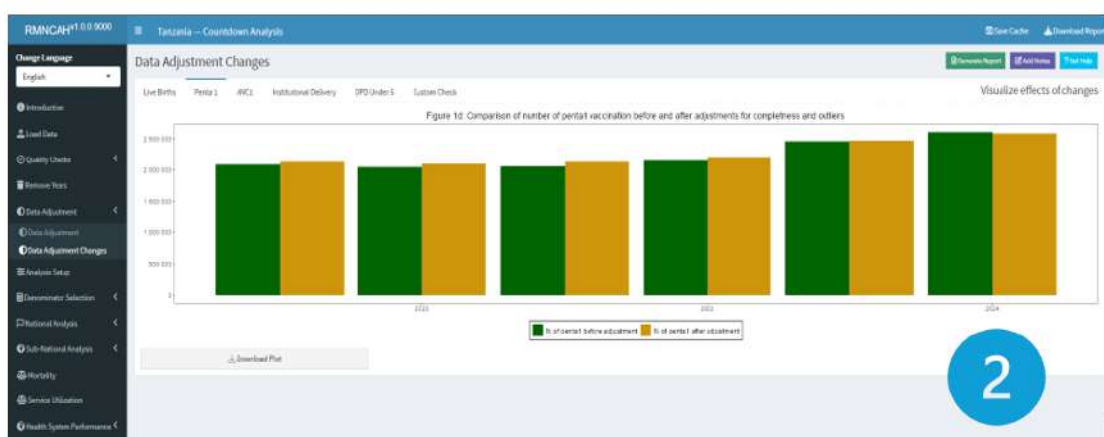 RMNCAH v1.0.0.9000
Tanzania — Countdown Analysis
Save Cache
Download Report
Change Language
English
Introduction
Load Data
Quality Checks
Remove Years
Data Adjustment
Data Adjustment
Data Adjustment Changes
Analysis Setup
Denominator Selection
National Analysis
Sub-National Analysis
Mortality
Service Utilization
Health System Performance
Data Adjustment Changes
Generate Report
Add Notes
Get Help
Live Births
Penta 1
ANC1
Institutional Delivery
OPD Under 5
Custom Check
Visualize effects of changes
Figure 1d: Comparison of number of penta1 vaccination before and after adjustments for completness and outliers
2 500 000
2 000 000
1 500 000
1 000 000
500 000
0
2020
2022
2024
% of penta1 before adjustment
% of penta1 after adjustment
Download Plot
2